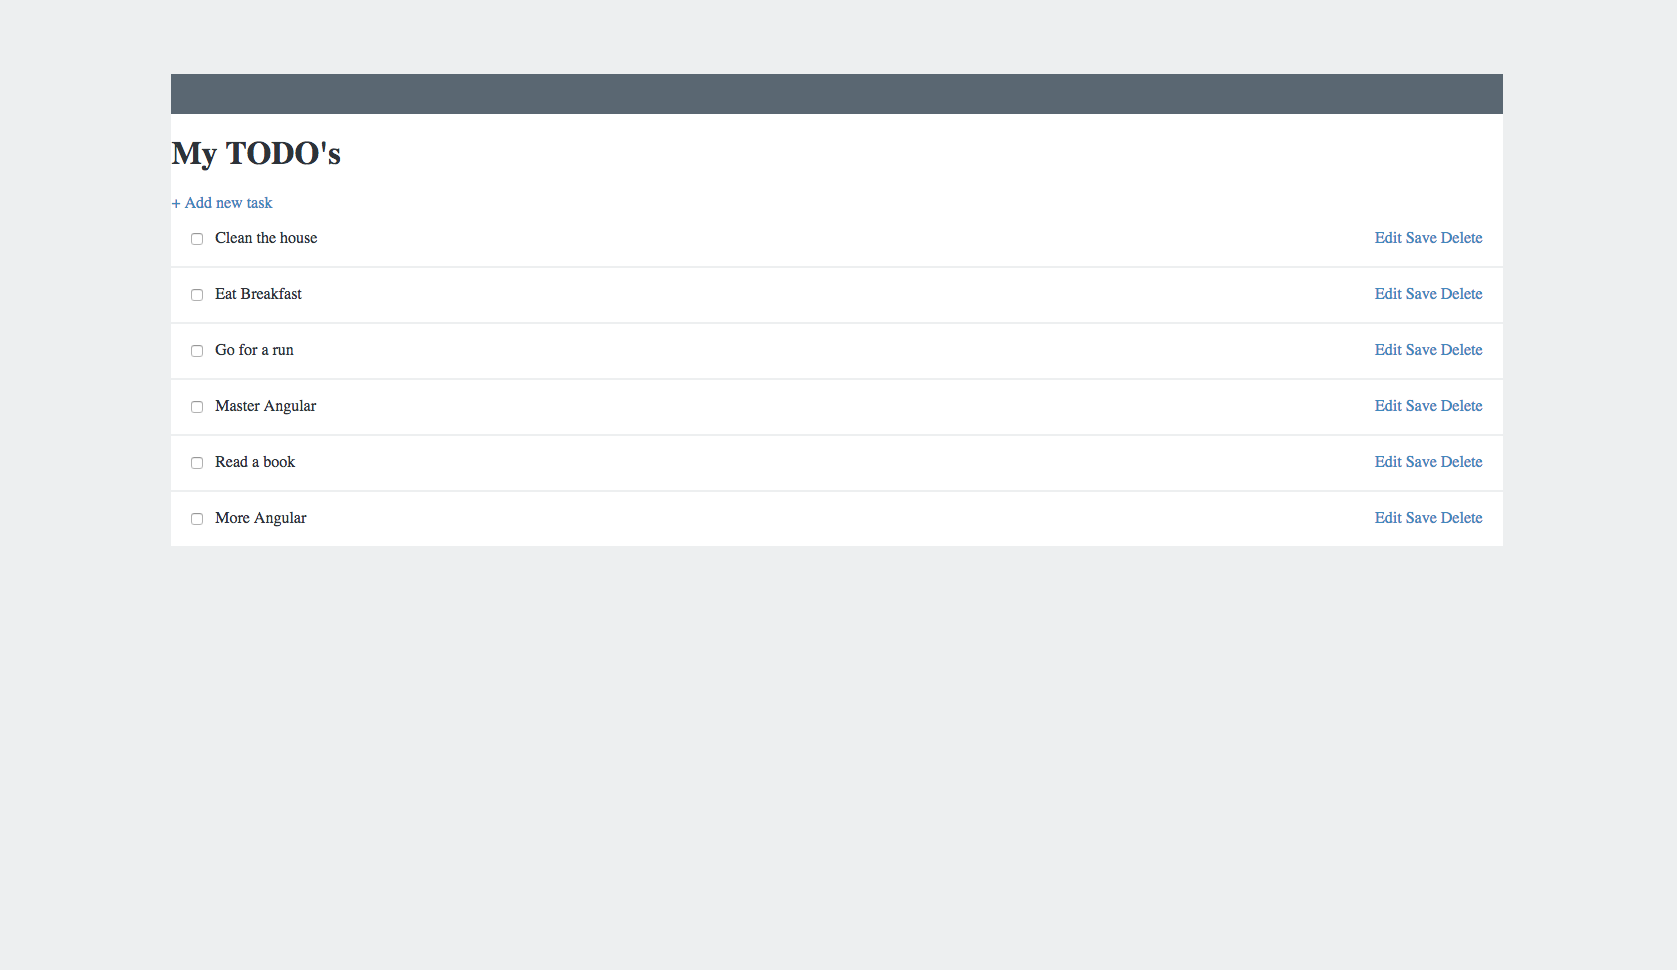 My TODO's
+ Add new task
Clean the house Edit Save Delete
Eat Breakfast Edit Save Delete
Go for a run Edit Save Delete
Master Angular Edit Save Delete
Read a book Edit Save Delete
More Angular Edit Save Delete